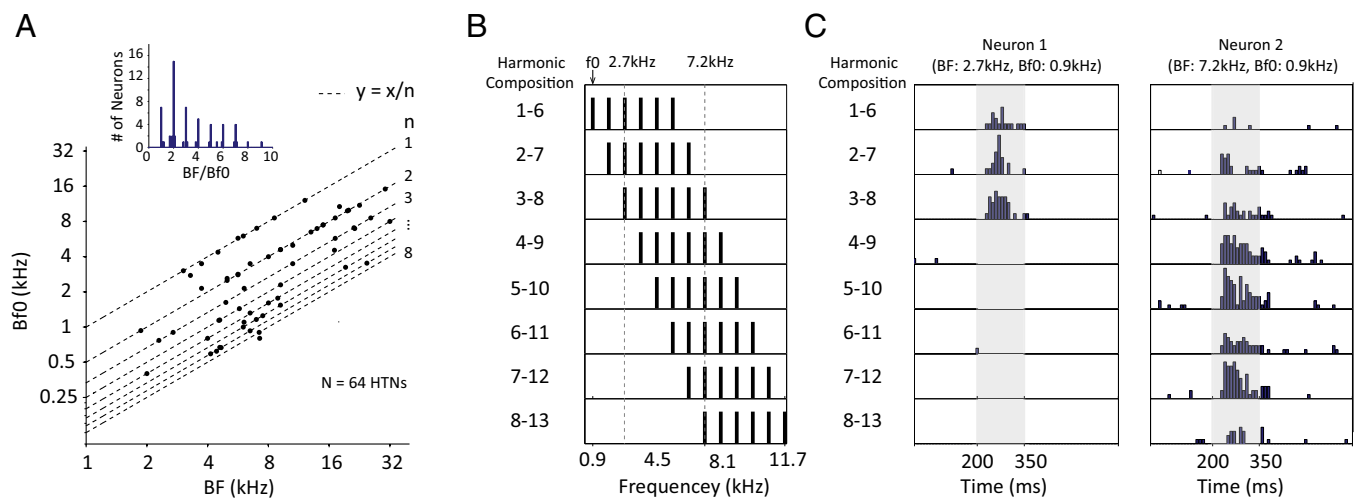 A
# of Neurons
16
12
8
4
0
0 2 4 6 8 10
BF/Bf0
y = x/n
n
1
2
3
...
8
Bf0 (kHz)
32
16
8
4
2
1
0.5
0.25
N = 64 HTNs
1 2 4 8 16 32
BF (kHz)
B
Harmonic
Composition
f0 2.7kHz 7.2kHz
1-6
2-7
3-8
4-9
5-10
6-11
7-12
8-13
0.9 4.5 8.1 11.7
Frequencey (kHz)
C
Harmonic
Composition
Neuron 1
(BF: 2.7kHz, Bf0: 0.9kHz)
Neuron 2
(BF: 7.2kHz, Bf0: 0.9kHz)
1-6
2-7
3-8
4-9
5-10
6-11
7-12
8-13
200 350
Time (ms)
200 350
Time (ms)